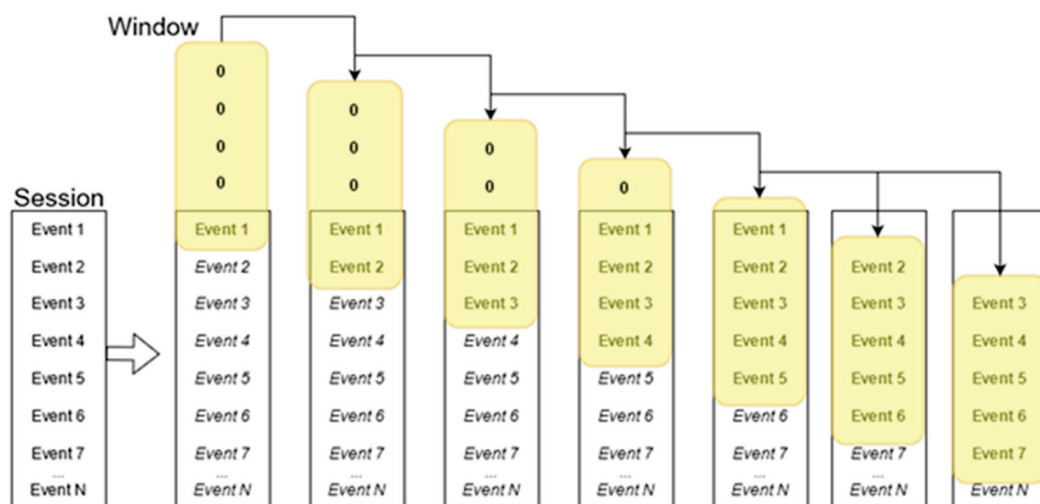 Window
Session
Event 1
Event 2
Event 3
Event 4
Event 5
Event 6
Event 7
...
Event N
0
0
0
0
Event 1
Event 2
Event 3
Event 4
Event 5
Event 6
Event 7
...
Event N
0
0
0
Event 1
Event 2
Event 3
Event 4
Event 5
Event 6
Event 7
...
Event N
0
0
Event 1
Event 2
Event 3
Event 4
Event 5
Event 6
Event 7
...
Event N
0
Event 1
Event 2
Event 3
Event 4
Event 5
Event 6
Event 7
...
Event N
Event 1
Event 2
Event 3
Event 4
Event 5
Event 6
Event 7
...
Event N
Event 2
Event 3
Event 4
Event 5
Event 6
Event 7
...
Event N
Event 3
Event 4
Event 5
Event 6
Event 7
Event N